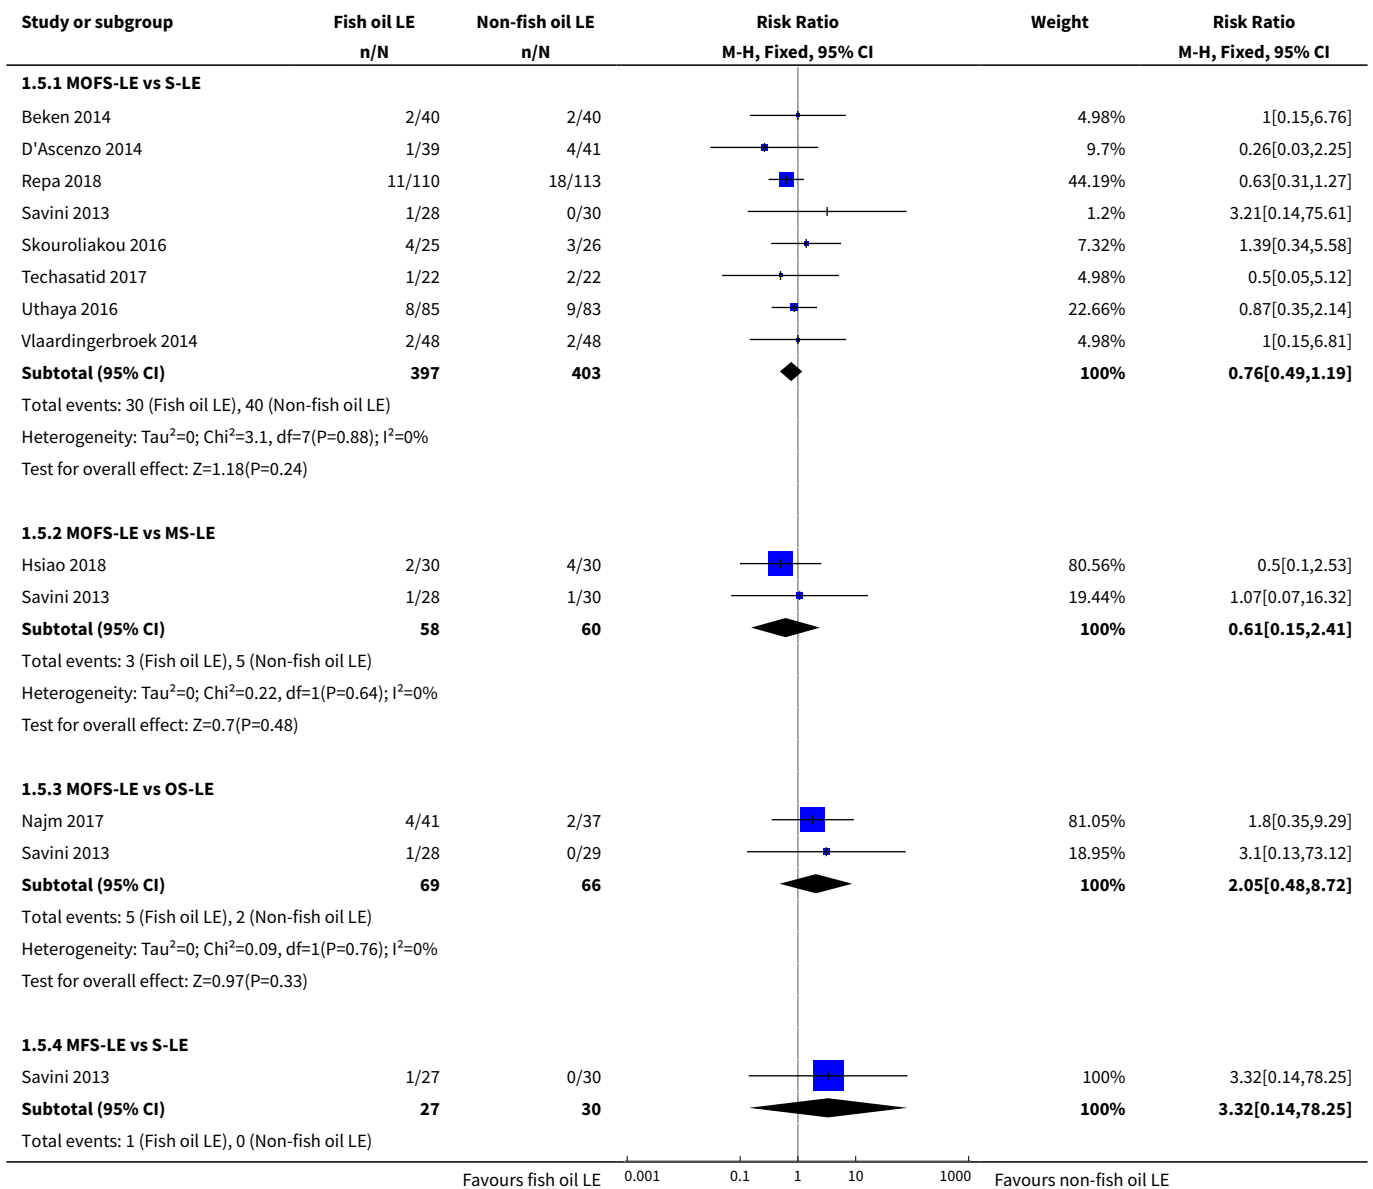 Study or subgroup Fish oil LE Non-fish oil LE Risk Ratio Weight Risk Ratio
n/N n/N M-H, Fixed, 95% CI M-H, Fixed, 95% CI
1.5.1 MOFS-LE vs S-LE
Beken 2014 2/40 2/40 4.98% 1[0.15,6.76]
D'Ascenzo 2014 1/39 4/41 9.7% 0.26[0.03,2.25]
Repa 2018 11/110 18/113 44.19% 0.63[0.31,1.27]
Savini 2013 1/28 0/30 1.2% 3.21[0.14,75.61]
Skouroliakou 2016 4/25 3/26 7.32% 1.39[0.34,5.58]
Techasatid 2017 1/22 2/22 4.98% 0.5[0.05,5.12]
Uthaya 2016 8/85 9/83 22.66% 0.87[0.35,2.14]
Vlaardingerbroek 2014 2/48 2/48 4.98% 1[0.15,6.81]
Subtotal (95% CI) 397 403 100% 0.76[0.49,1.19]
Total events: 30 (Fish oil LE), 40 (Non-fish oil LE)
Heterogeneity: Tau²=0; Chi²=3.1, df=7(P=0.88); I²=0%
Test for overall effect: Z=1.18(P=0.24)
1.5.2 MOFS-LE vs MS-LE
Hsiao 2018 2/30 4/30 80.56% 0.5[0.1,2.53]
Savini 2013 1/28 1/30 19.44% 1.07[0.07,16.32]
Subtotal (95% CI) 58 60 100% 0.61[0.15,2.41]
Total events: 3 (Fish oil LE), 5 (Non-fish oil LE)
Heterogeneity: Tau²=0; Chi²=0.22, df=1(P=0.64); I²=0%
Test for overall effect: Z=0.7(P=0.48)
1.5.3 MOFS-LE vs OS-LE
Najm 2017 4/41 2/37 81.05% 1.8[0.35,9.29]
Savini 2013 1/28 0/29 18.95% 3.1[0.13,73.12]
Subtotal (95% CI) 69 66 100% 2.05[0.48,8.72]
Total events: 5 (Fish oil LE), 2 (Non-fish oil LE)
Heterogeneity: Tau²=0; Chi²=0.09, df=1(P=0.76); I²=0%
Test for overall effect: Z=0.97(P=0.33)
1.5.4 MFS-LE vs S-LE
Savini 2013 1/27 0/30 100% 3.32[0.14,78.25]
Subtotal (95% CI) 27 30 100% 3.32[0.14,78.25]
Total events: 1 (Fish oil LE), 0 (Non-fish oil LE)
Favours fish oil LE 0.001 0.1 1 10 1000 Favours non-fish oil LE